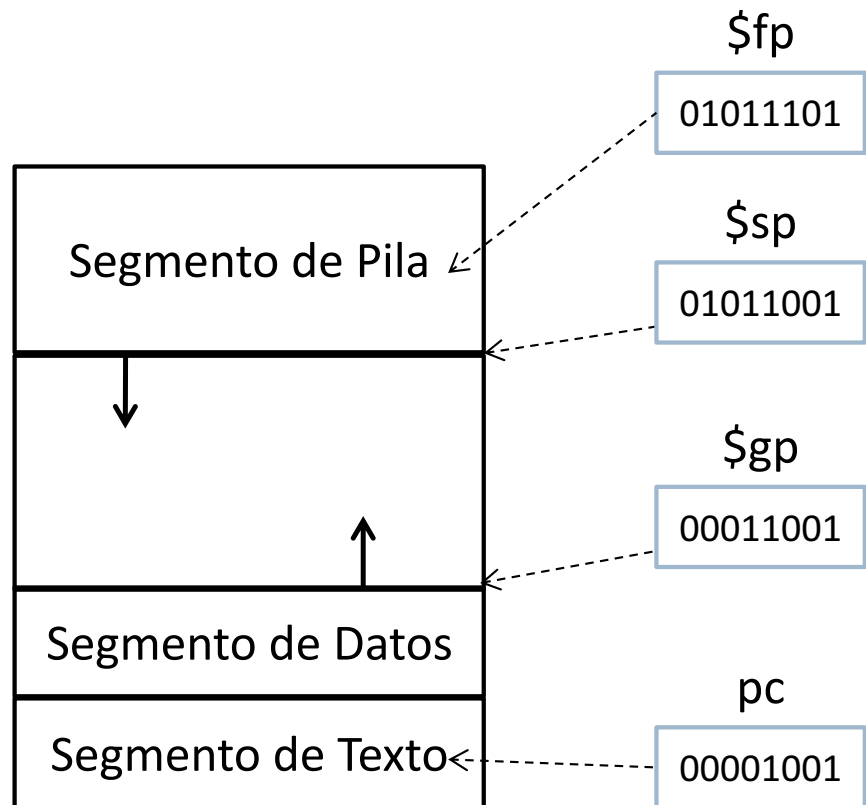 $fp
01011101
Segmento de Pila
$sp
01011001
$gp
00011001
Segmento de Datos
pc
Segmento de Texto
00001001